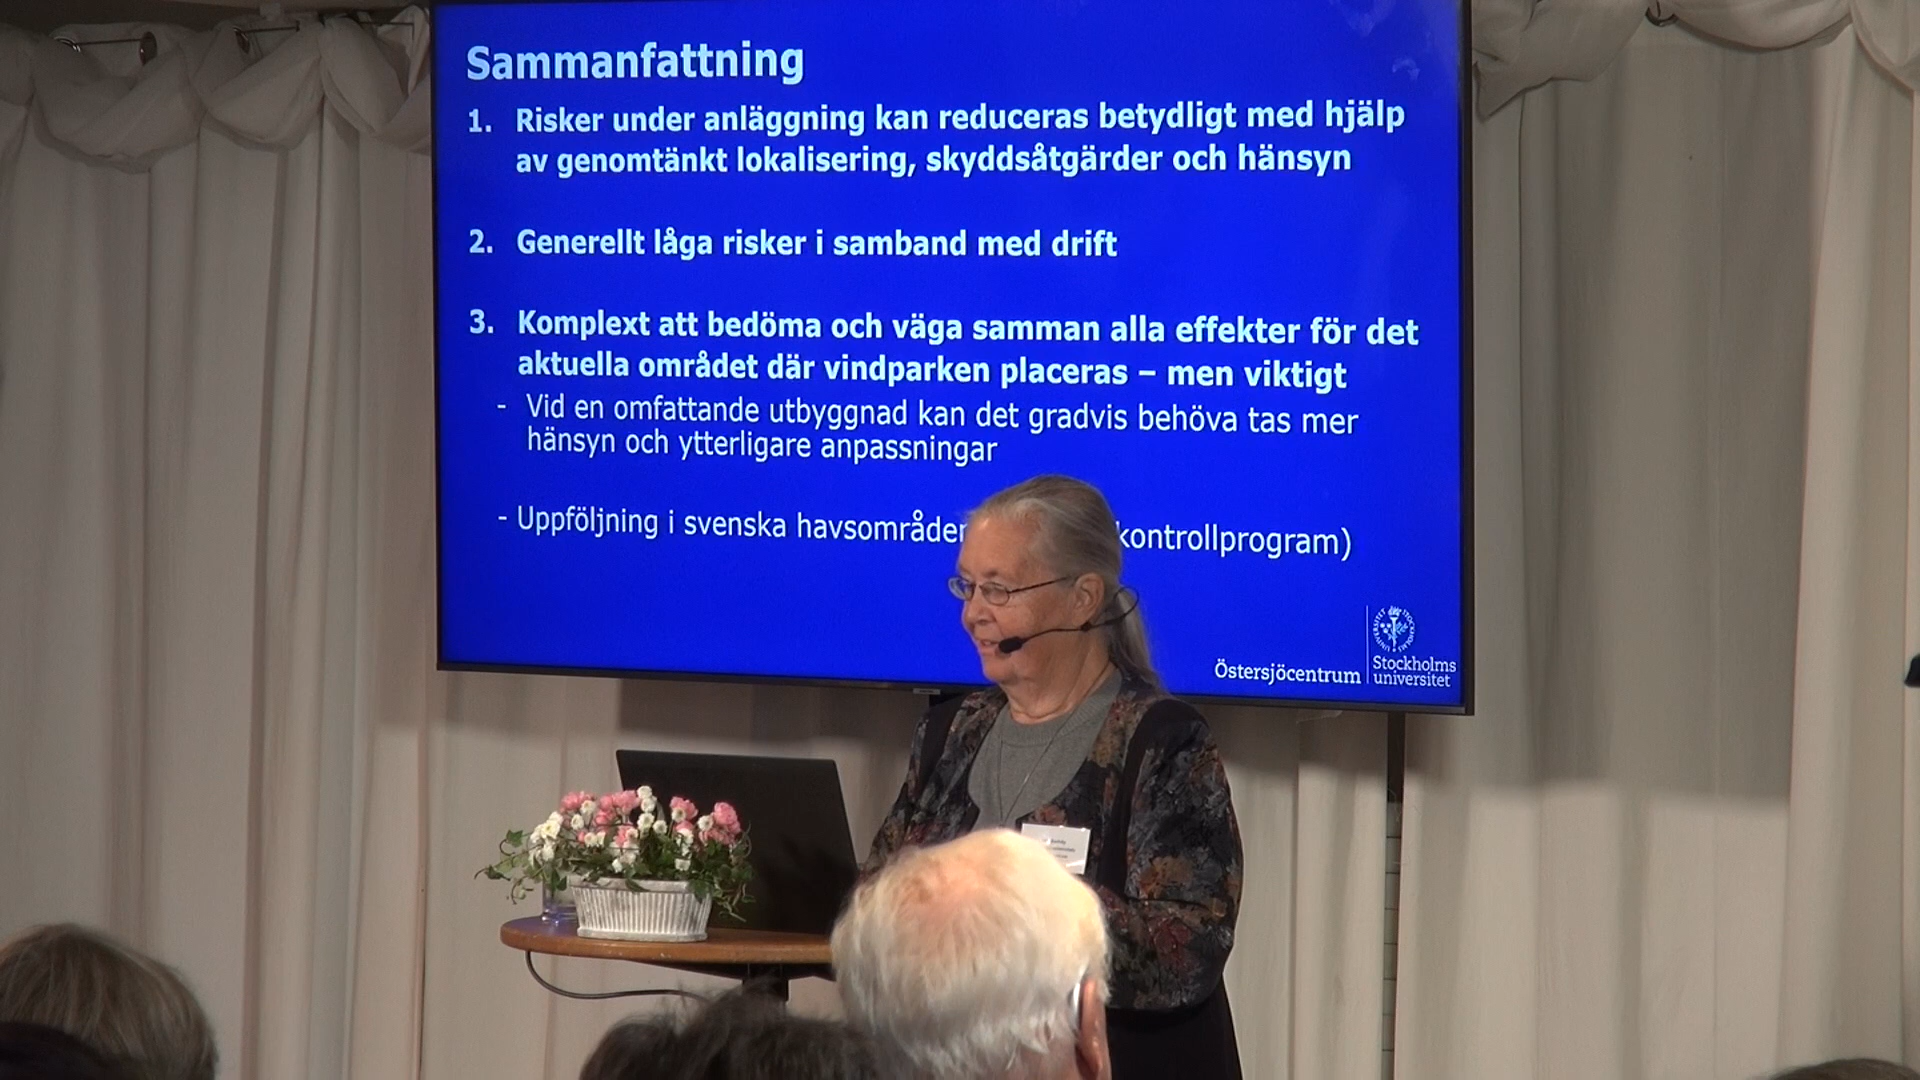 Sammanfattning
1. Risker under anläggning kan reduceras betydligt med hjälp
av genomtänkt lokalisering, skyddsåtgärder och hänsyn
2. Generellt låga risker i samband med drift
3. Komplext att bedöma och väga samman alla effekter för det
aktuella området där vindparken placeras – men viktigt
- Vid en omfattande utbyggnad kan det gradvis behöva tas mer
hänsyn och ytterligare anpassningar
- Uppföljning i svenska havsområden kontrollprogram)
Östersjöcentrum
Stockholms
universitet